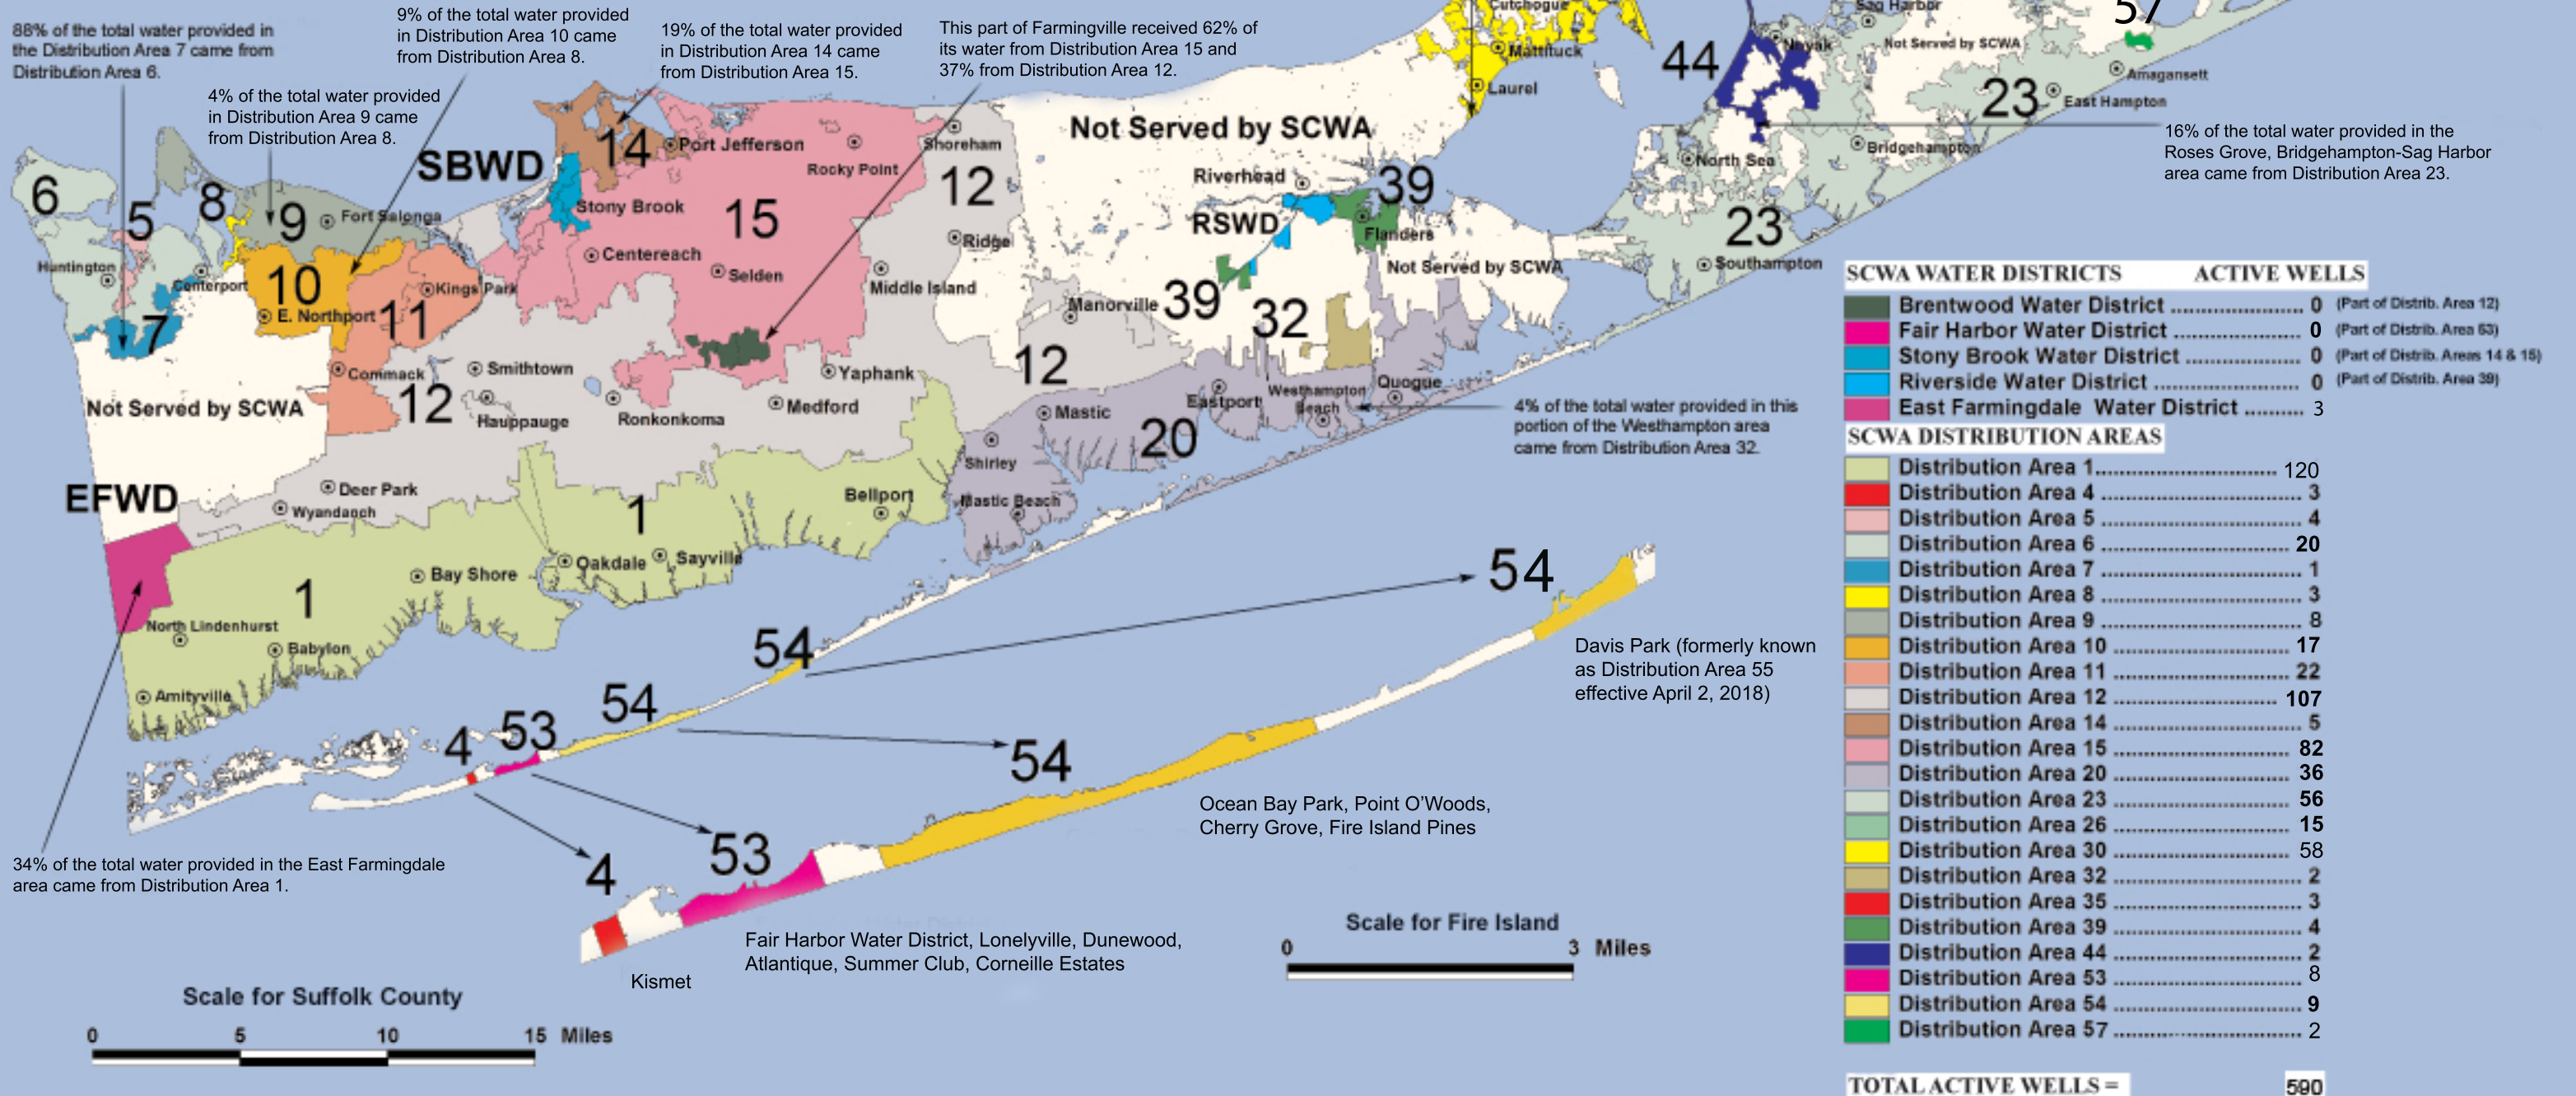 88% of the total water provided in
the Distribution Area 7 came from
Distribution Area 6.
9% of the total water provided
in Distribution Area 10 came
from Distribution Area 8.
4% of the total water provided
in Distribution Area 9 came
from Distribution Area 8.
19% of the total water provided
in Distribution Area 14 came
from Distribution Area 15.
This part of Farmingville received 62% of
its water from Distribution Area 15 and
37% from Distribution Area 12.
Cutchogue
Mattituck
Laurel
44
Noyak
Sag Harbor
Not Served by SCWA
57
Amagansett
23
East Hampton
Bridgehampton
North Sea
16% of the total water provided in the
Roses Grove, Bridgehampton-Sag Harbor
area came from Distribution Area 23.
23
Southampton
6
5
8
9
Fort Salonga
SBWD
14
Port Jefferson
Rocky Point
Shoreham
12
Not Served by SCWA
Riverhead
39
RSWD
Flanders
Not Served by SCWA
Stony Brook
15
Centereach
Selden
Ridge
Middle Island
Manorville
39
32
Huntington
Centerport
7
10
E. Northport
Kings Park
11
Commack
12
Smithtown
Hauppauge
Ronkonkoma
Medford
Yaphank
12
Mastic
20
Eastport
Westhampton
Beach
Quogue
4% of the total water provided in this
portion of the Westhampton area
came from Distribution Area 32.
Not Served by SCWA
EFWD
Deer Park
Wyandanch
1
Bellport
Shirley
Mastic Beach
Oakdale
Sayville
Bay Shore
1
North Lindenhurst
Babylon
Amityville
54
54
53
4
54
Davis Park (formerly known
as Distribution Area 55
effective April 2, 2018)
54
Ocean Bay Park, Point O'Woods,
Cherry Grove, Fire Island Pines
53
4
Fair Harbor Water District, Lonelyville, Dunewood,
Atlantique, Summer Club, Corneille Estates
Kismet
34% of the total water provided in the East Farmingdale
area came from Distribution Area 1.
Scale for Suffolk County
0 5 10 15 Miles
Scale for Fire Island
0 3 Miles
SCWA WATER DISTRICTS ACTIVE WELLS
Brentwood Water District ........................ 0 (Part of Distrib. Area 12)
Fair Harbor Water District ........................ 0 (Part of Distrib. Area 53)
Stony Brook Water District ..................... 0 (Part of Distrib. Areas 14 & 15)
Riverside Water District ........................... 0 (Part of Distrib. Area 39)
East Farmingdale Water District .......... 3
SCWA DISTRIBUTION AREAS
Distribution Area 1................................ 120
Distribution Area 4 ................................... 3
Distribution Area 5 ................................... 4
Distribution Area 6 ................................. 20
Distribution Area 7 ................................... 1
Distribution Area 8 ................................... 3
Distribution Area 9 ................................... 8
Distribution Area 10 ............................... 17
Distribution Area 11 ............................... 22
Distribution Area 12 ............................. 107
Distribution Area 14 ................................. 5
Distribution Area 15 ............................... 82
Distribution Area 20 ............................... 36
Distribution Area 23 ............................... 56
Distribution Area 26 ............................... 15
Distribution Area 30 ............................... 58
Distribution Area 32 ................................. 2
Distribution Area 35 ................................. 3
Distribution Area 39 ................................. 4
Distribution Area 44 ................................. 2
Distribution Area 53 ................................. 8
Distribution Area 54 ................................. 9
Distribution Area 57 ................................. 2
TOTAL ACTIVE WELLS = 590